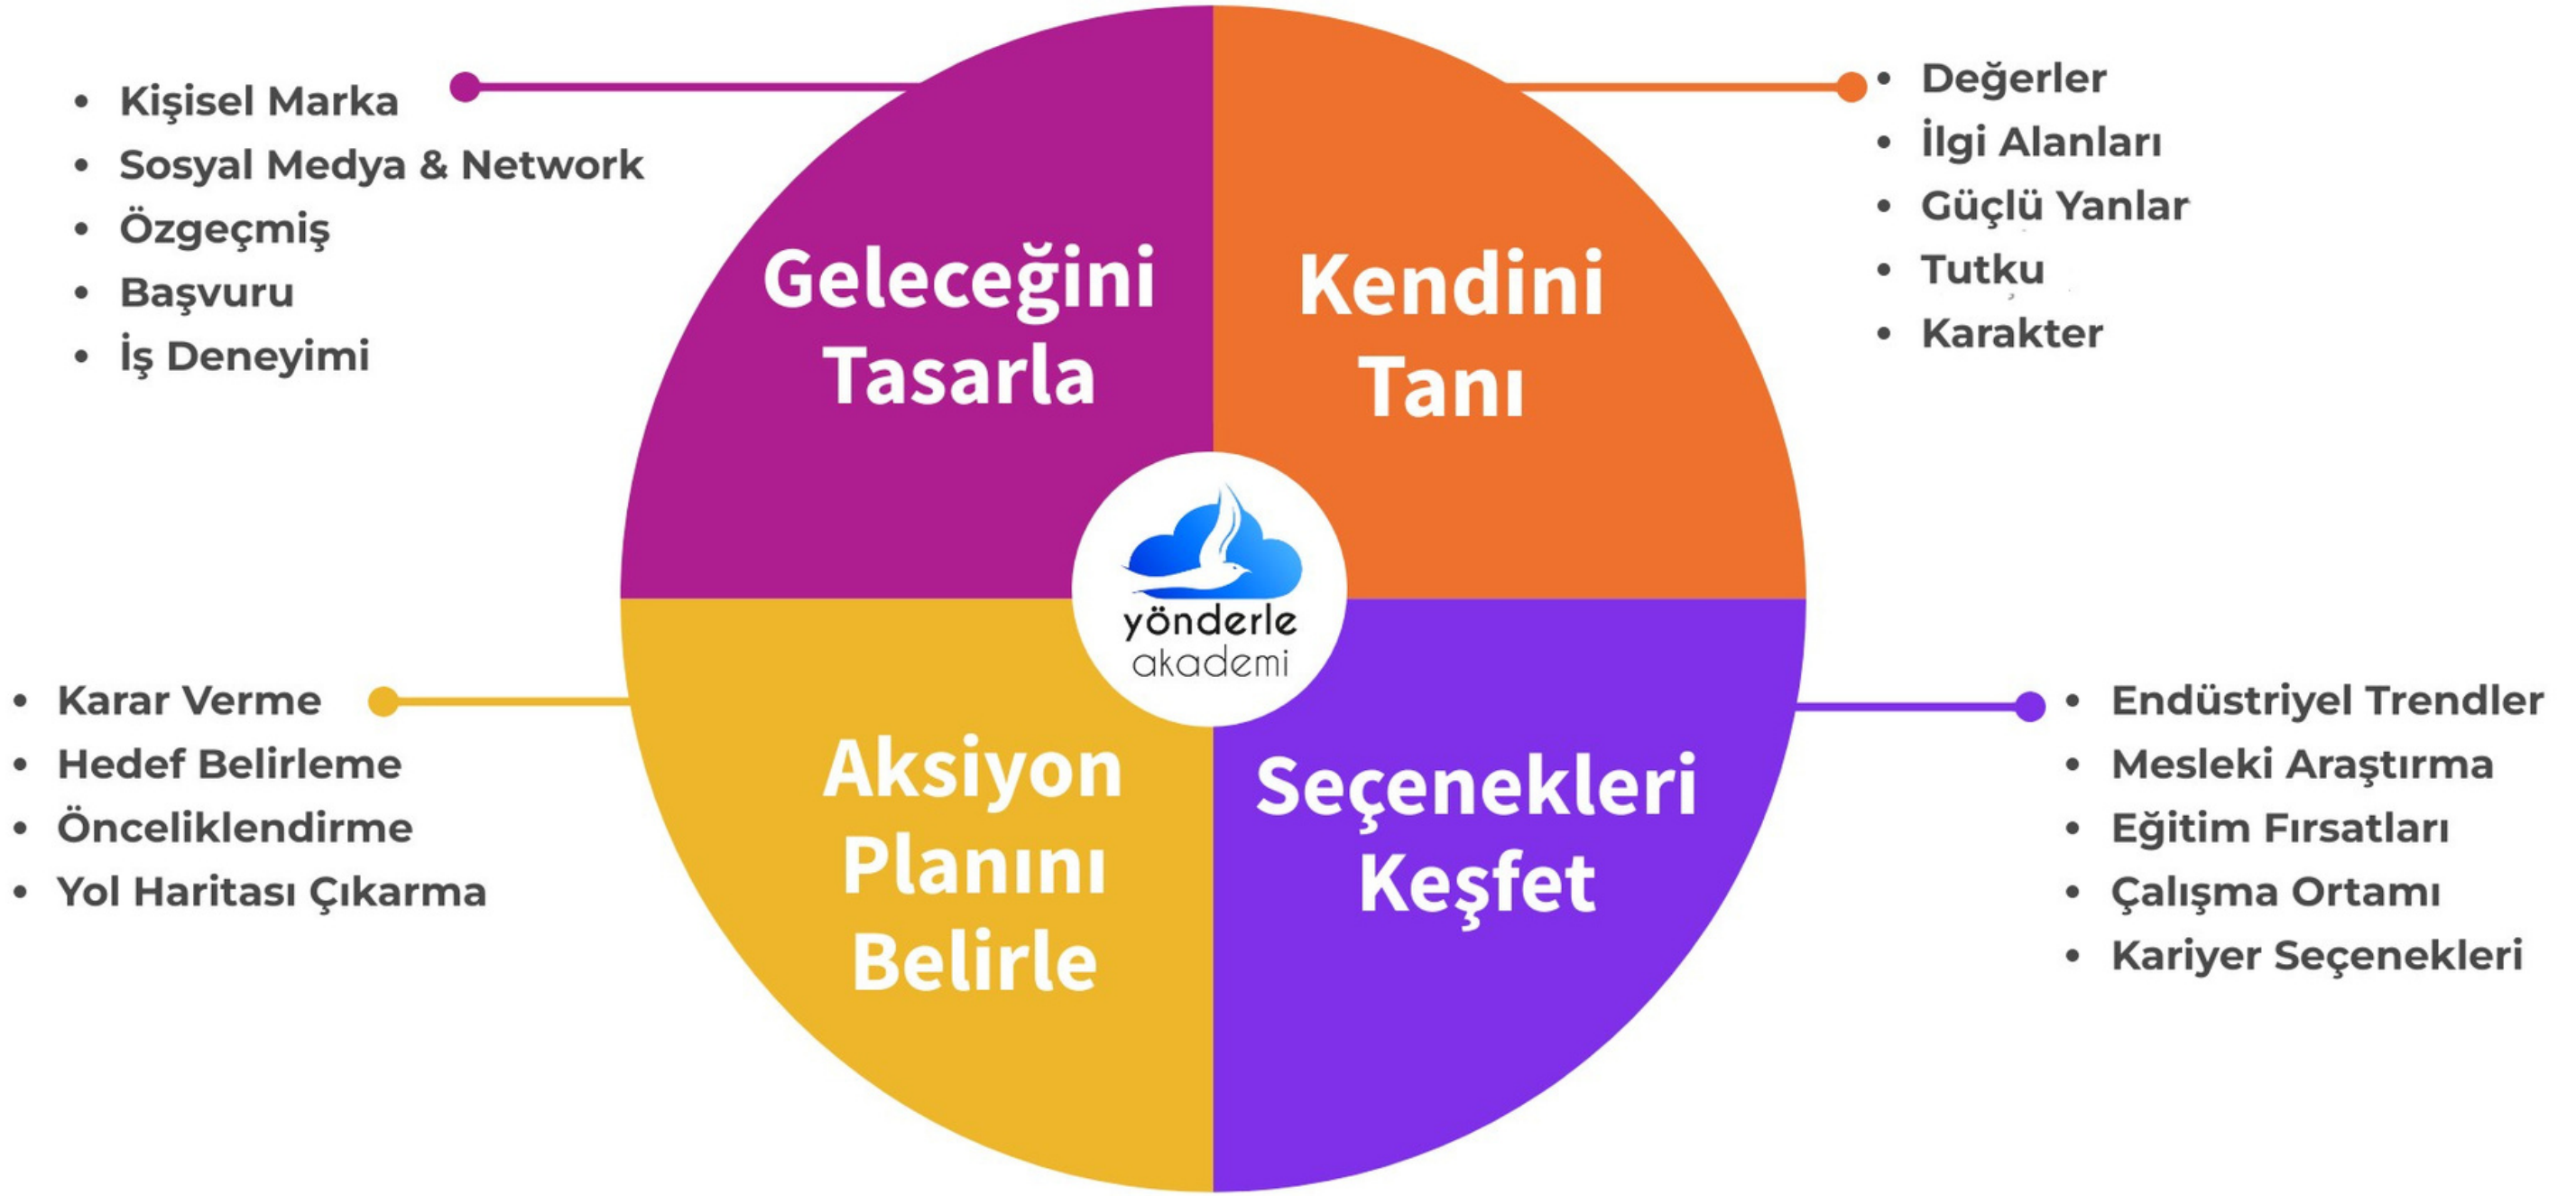 • Kişisel Marka
• Sosyal Medya & Network
• Özgeçmiş
• Başvuru
• İş Deneyimi
Geleceğini
Tasarla
Kendini
Tanı
• Değerler
• İlgi Alanları
• Güçlü Yanlar
• Tutku
• Karakter
yönderle
akademi
• Karar Verme
• Hedef Belirleme
• Önceliklendirme
• Yol Haritası Çıkarma
Aksiyon
Planını
Belirle
Seçenekleri
Keşfet
• Endüstriyel Trendler
• Mesleki Araştırma
• Eğitim Fırsatları
• Çalışma Ortamı
• Kariyer Seçenekleri